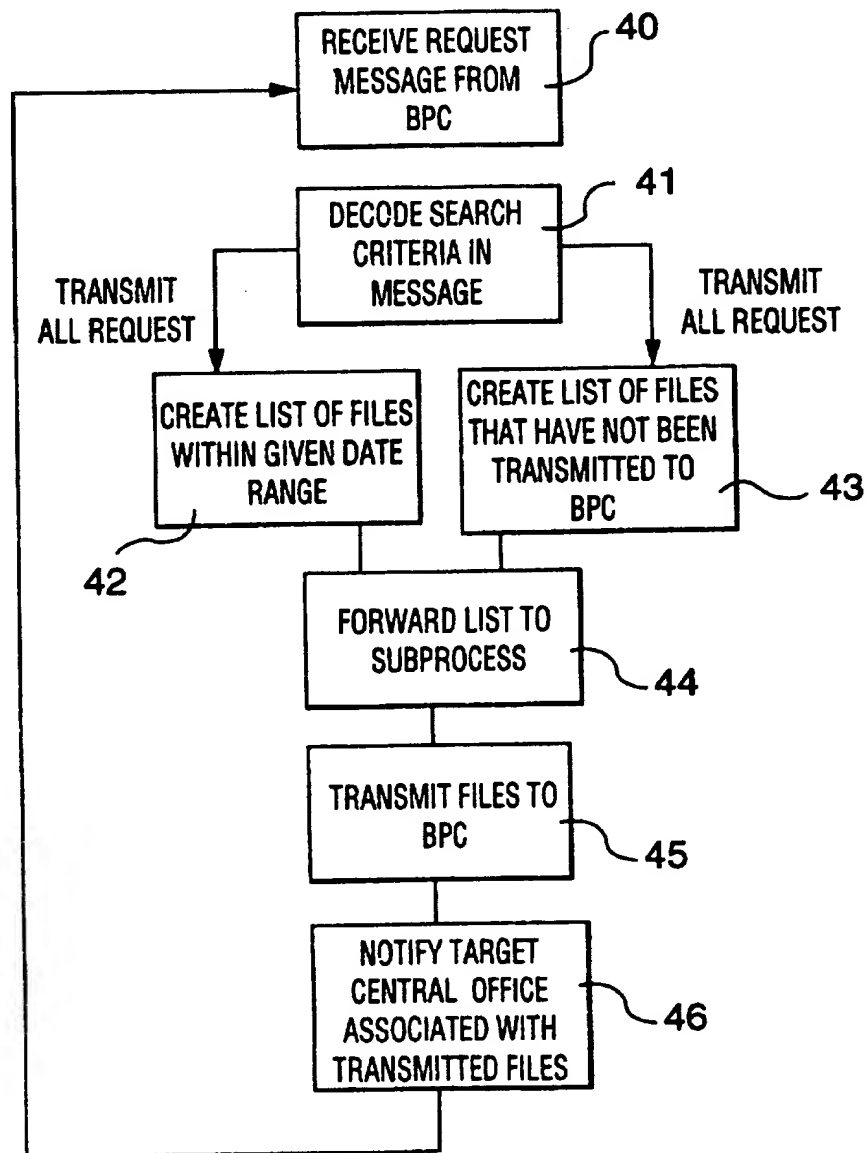 RECEIVE REQUEST
MESSAGE FROM
BPC
40
DECODE SEARCH
CRITERIA IN
MESSAGE
41
TRANSMIT
ALL REQUEST
TRANSMIT
ALL REQUEST
CREATE LIST OF FILES
WITHIN GIVEN DATE
RANGE
42
CREATE LIST OF FILES
THAT HAVE NOT BEEN
TRANSMITTED TO
BPC
43
FORWARD LIST TO
SUBPROCESS
44
TRANSMIT FILES TO
BPC
45
NOTIFY TARGET
CENTRAL OFFICE
ASSOCIATED WITH
TRANSMITTED FILES
46